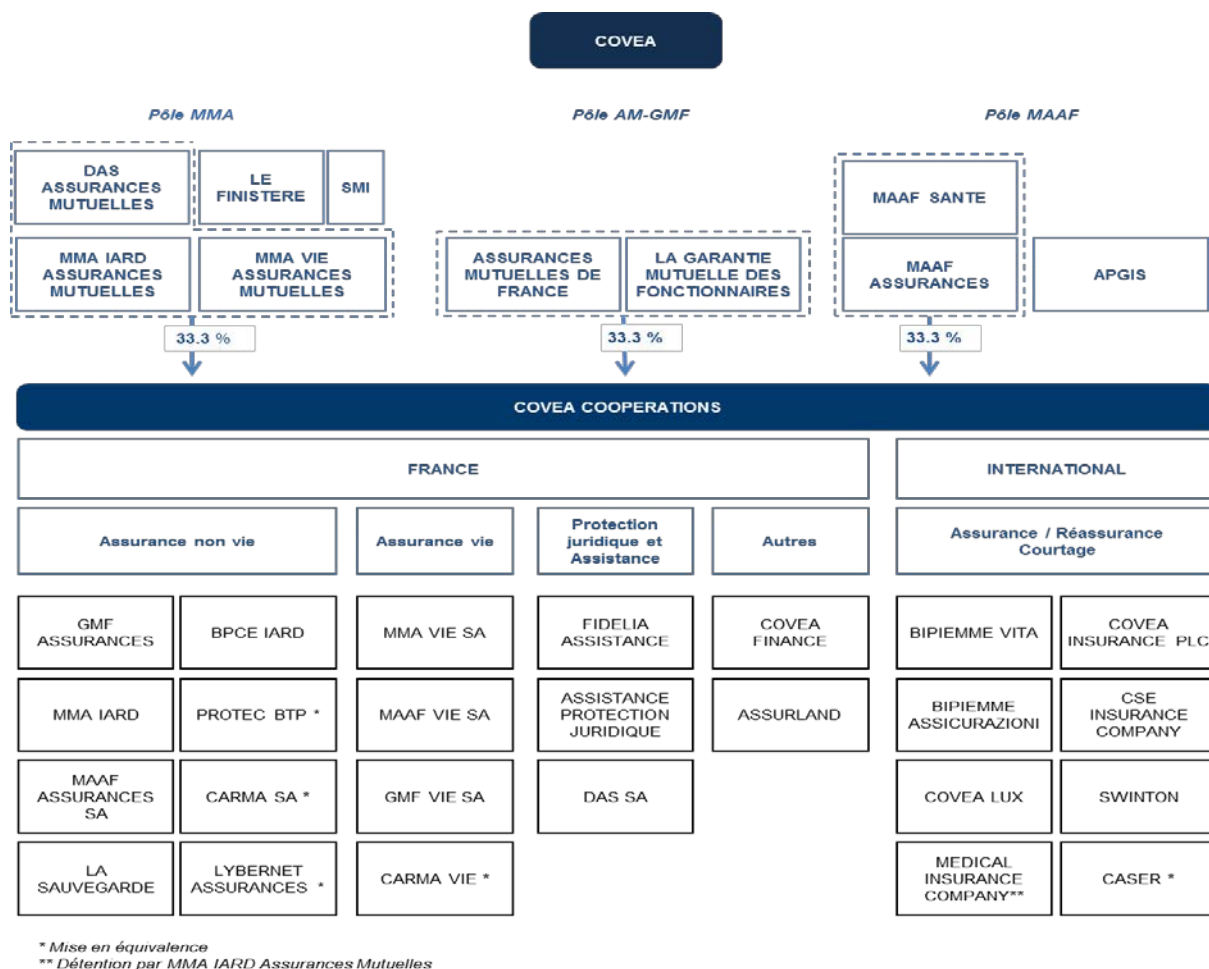 COVEA
Pôle MMA
Pôle AM-GMF
Pôle MAAF
DAS
ASSURANCES
MUTUELLES
LE
FINISTERE
SMI
MAAF SANTE
MMA IARD
ASSURANCES
MUTUELLES
MMA VIE
ASSURANCES
MUTUELLES
ASSURANCES
MUTUELLES DE
FRANCE
LA GARANTIE
MUTUELLE DES
FONCTIONNAIRES
MAAF
ASSURANCES
APGIS
33.3 %
33.3 %
33.3 %
COVEA COOPERATIONS
FRANCE
INTERNATIONAL
Assurance non vie
Assurance vie
Protection
juridique et
Assistance
Autres
Assurance / Réassurance
Courtage
GMF
ASSURANCES
BPCE IARD
MMA VIE SA
FIDELIA
ASSISTANCE
COVEA
FINANCE
BIPIEMME VITA
COVEA
INSURANCE PLC
MMA IARD
PROTEC BTP *
MAAF VIE SA
ASSISTANCE
PROTECTION
JURIDIQUE
ASSURLAND
BIPIEMME
ASSICURAZIONI
CSE
INSURANCE
COMPANY
MAAF
ASSURANCES
SA
CARMA SA *
GMF VIE SA
DAS SA
COVEA LUX
SWINTON
LA
SAUVEGARDE
LYBERNET
ASSURANCES *
CARMA VIE *
MEDICAL
INSURANCE
COMPANY**
CASER *
* Mise en équivalence
** Détention par MMA IARD Assurances Mutuelles